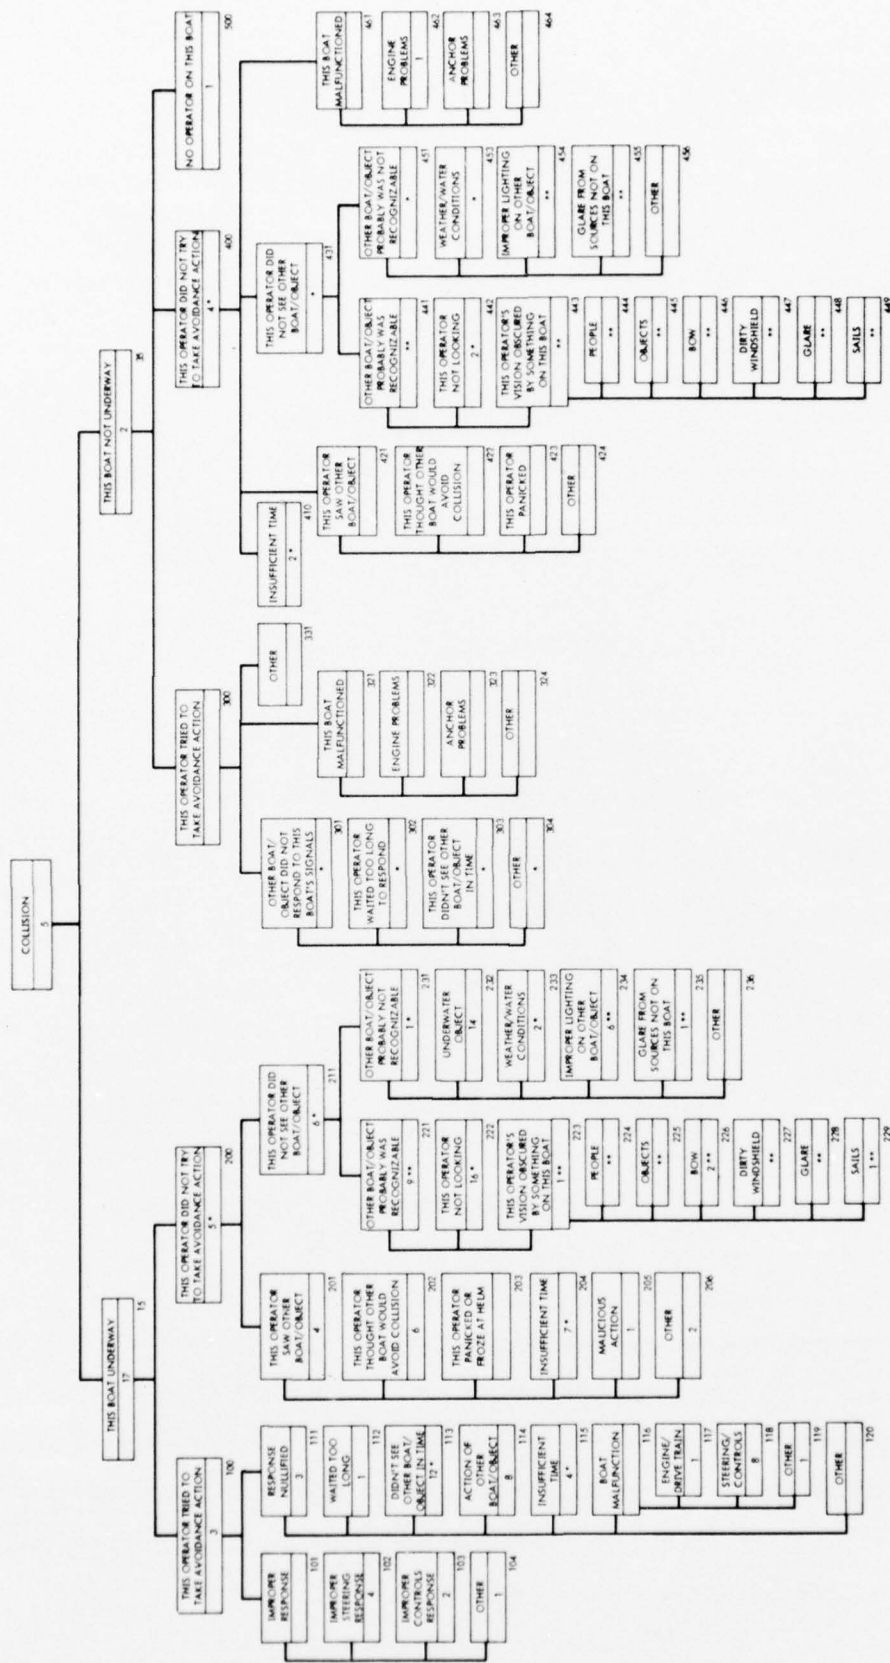 COLLISION
5
THIS BOAT UNDERWAY
17
15
THIS BOAT NOT UNDERWAY
2
35
THIS OPERATOR TRIED TO
TAKE AVOIDANCE ACTION
3
100
THIS OPERATOR DID NOT TRY
TO TAKE AVOIDANCE ACTION
5 *
200
THIS OPERATOR TRIED TO
TAKE AVOIDANCE ACTION
300
THIS OPERATOR DID NOT TRY
TO TAKE AVOIDANCE ACTION
4 *
400
NO OPERATOR ON THIS BOAT
1
500
IMPROPER
RESPONSE
101
IMPROPER
STEERING
RESPONSE
4
102
IMPROPER
CONTROLS
RESPONSE
2
103
OTHER
1
104
RESPONSE
NULLIFIED
3
111
WAITED TOO
LONG
1
112
DIDN'T SEE
OTHER BOAT/
OBJECT IN TIME
12 *
113
ACTION OF
OTHER
BOAT/OBJECT
8
114
INSUFFICIENT
TIME
4 *
115
BOAT
MALFUNCTION
116
ENGINE/
DRIVE TRAIN
1
117
STEERING/
CONTROLS
8
118
OTHER
1
119
OTHER
120
THIS OPERATOR
SAW OTHER
BOAT/OBJECT
4
201
THIS OPERATOR
THOUGHT OTHER
BOAT WOULD
AVOID COLLISION
6
202
THIS OPERATOR
PANICKED OR
FROZE AT HELM
203
INSUFFICIENT TIME
7 *
204
MALICIOUS
ACTION
1
205
OTHER
2
206
THIS OPERATOR DID
NOT SEE OTHER
BOAT/OBJECT
6 *
211
OTHER BOAT/OBJECT
PROBABLY WAS
RECOGNIZABLE
9 **
221
THIS OPERATOR
NOT LOOKING
16 *
222
THIS OPERATOR'S
VISION OBSCURED
BY SOMETHING
ON THIS BOAT
1 **
223
PEOPLE
**
224
OBJECTS
**
225
BOW
2 **
226
DIRTY
WINDSHIELD
**
227
GLARE
**
228
SAILS
1 **
229
OTHER BOAT/OBJECT
PROBABLY NOT
RECOGNIZABLE
1 *
231
UNDERWATER
OBJECT
14
232
WEATHER/WATER
CONDITIONS
2 *
233
IMPROPER LIGHTING
ON OTHER
BOAT/OBJECT
6 **
234
GLARE FROM
SOURCES NOT ON
THIS BOAT
1 **
235
OTHER
236
OTHER BOAT/
OBJECT DID NOT
RESPOND TO THIS
BOAT'S SIGNALS
*
301
THIS OPERATOR
WAITED TOO LONG
TO RESPOND
*
302
THIS OPERATOR
DIDN'T SEE OTHER
BOAT/OBJECT
IN TIME
*
303
OTHER
*
304
THIS BOAT
MALFUNCTIONED
321
ENGINE PROBLEMS
322
ANCHOR
PROBLEMS
323
OTHER
324
OTHER
331
INSUFFICIENT TIME
2 *
410
THIS OPERATOR
SAW OTHER
BOAT/OBJECT
421
THIS OPERATOR
THOUGHT OTHER
BOAT WOULD
AVOID
COLLISION
422
THIS OPERATOR
PANICKED
423
OTHER
424
THIS OPERATOR DID
NOT SEE OTHER
BOAT/OBJECT
*
431
OTHER BOAT/OBJECT
PROBABLY WAS
RECOGNIZABLE
**
441
THIS OPERATOR
NOT LOOKING
2 *
442
THIS OPERATOR'S
VISION OBSCURED
BY SOMETHING
ON THIS BOAT
**
443
PEOPLE
**
444
OBJECTS
**
445
BOW
**
446
DIRTY
WINDSHIELD
**
447
GLARE
**
448
SAILS
**
449
OTHER BOAT/OBJECT
PROBABLY WAS NOT
RECOGNIZABLE
*
451
WEATHER/WATER
CONDITIONS
*
453
IMPROPER LIGHTING
ON OTHER
BOAT/OBJECT
**
454
GLARE FROM
SOURCES NOT ON
THIS BOAT
**
455
OTHER
456
THIS BOAT
MALFUNCTIONED
461
ENGINE
PROBLEMS
1
462
ANCHOR
PROBLEMS
463
OTHER
464